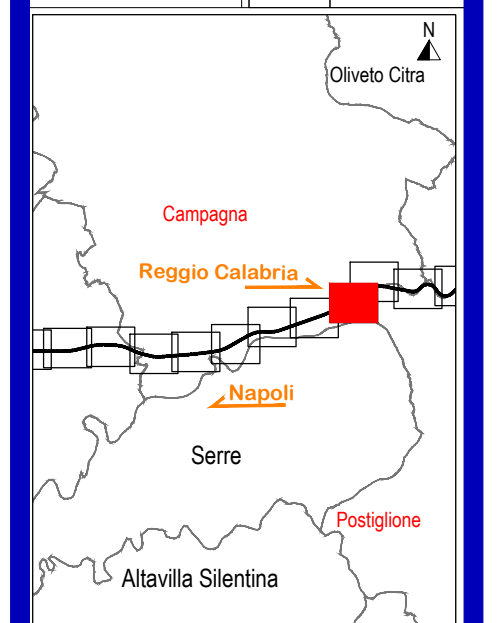 N
Oliveto Citra
Campagna
Reggio Calabria
Napoli
Serre
Postiglione
Altavilla Silentina